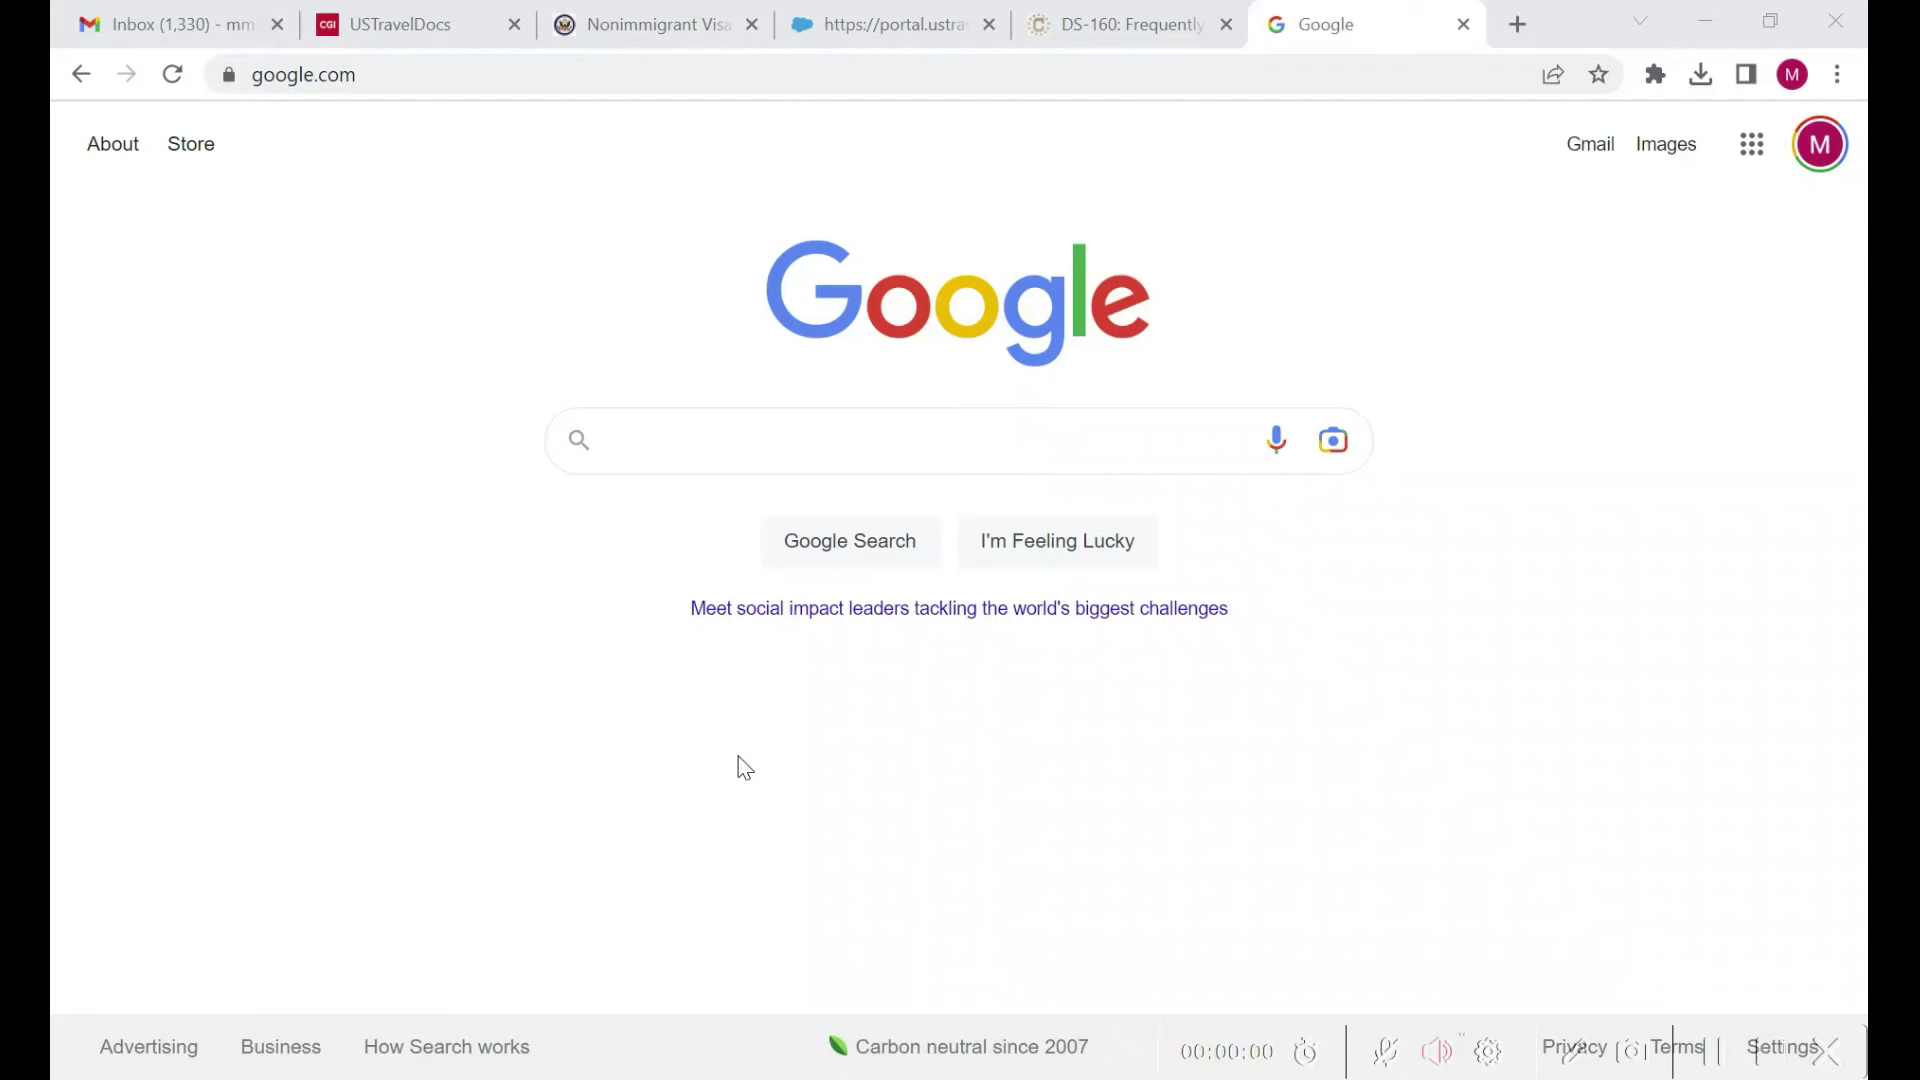 Inbox (1,330) - mm
CGI
USTravelDocs
Nonimmigrant Visa
https://portal.ustra
DS-160: Frequently
Google
google.com
M
About
Store
Gmail
Images
M
Google
Google Search
I'm Feeling Lucky
Meet social impact leaders tackling the world's biggest challenges
Advertising
Business
How Search works
Carbon neutral since 2007
00:00:00
Privacy
Terms
Settings